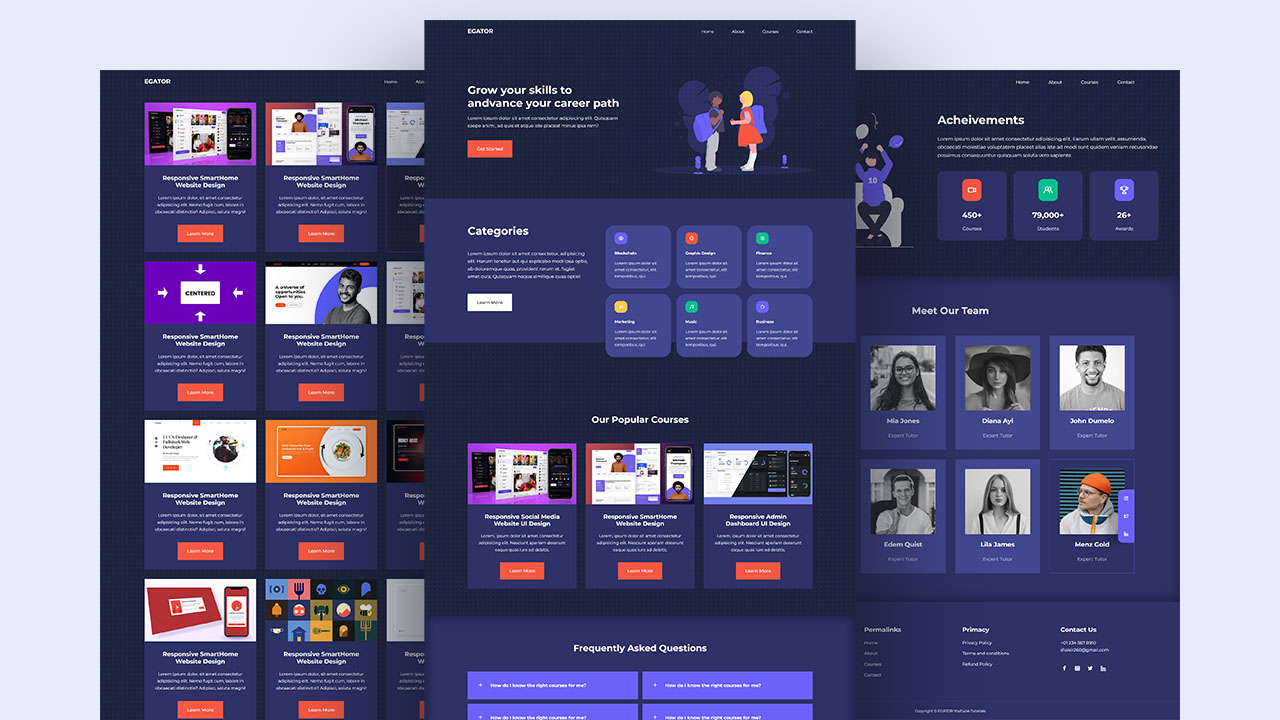 EGATOR
Home
Abou
Responsive SmartHome
Website Design
Lorem ipsum dolor, sit amet consectetur
adipisicing elit. Nemo fugit cum, labore in
obcaecati distinctio? Adipisci, soluta magni!
Learn More
Responsive SmartHome
Website Design
Lorem ipsum dolor, sit amet consectetur
adipisicing elit. Nemo fugit cum, labore in
obcaecati distinctio? Adipisci, soluta magni!
Learn More
CENTERED
A universe of
opportunities
Open to you.
Responsive SmartHome
Website Design
Lorem ipsum dolor, sit amet consectetur
adipisicing elit. Nemo fugit cum, labore in
obcaecati distinctio? Adipisci, soluta magni!
Learn More
Responsive SmartHome
Website Design
Lorem ipsum dolor, sit amet consectetur
adipisicing elit. Nemo fugit cum, labore in
obcaecati distinctio? Adipisci, soluta magni!
Learn More
UI/UX Designer &
Fullstack Web
Developer
Responsive SmartHome
Website Design
Lorem ipsum dolor, sit amet consectetur
adipisicing elit. Nemo fugit cum, labore in
obcaecati distinctio? Adipisci, soluta magni!
Learn More
Responsive SmartHome
Website Design
Lorem ipsum dolor, sit amet consectetur
adipisicing elit. Nemo fugit cum, labore in
obcaecati distinctio? Adipisci, soluta magni!
Learn More
Responsive SmartHome
Website Design
Lorem ipsum dolor, sit amet consectetur
adipisicing elit. Nemo fugit cum, labore in
obcaecati distinctio? Adipisci, soluta magni!
Learn More
Responsive SmartHome
Website Design
Lorem ipsum dolor, sit amet consectetur
adipisicing elit. Nemo fugit cum, labore in
obcaecati distinctio? Adipisci, soluta magni!
Learn More
EGATOR
Home
About
Courses
Contact
Grow your skills to
andvance your career path
Lorem ipsum dolor sit amet consectetur adipisicing elit. Quisquam
saepe animi, ad quis et atque iste placeat minus ipsa rem?
Get Started
Categories
Lorem ipsum dolor sit amet consectetur, adipisicing
elit. Harum tenetur aut qui explicabo modi ipsa optio,
ab doloremque quos, provident rerum at, fugiat
amet quia. Quisquam neque similique quas optio!
Learn More
Blockchain
Lorem ipsum dolor sit
amet consectet elit.
temporibus, qui.
Graphic Design
Lorem ipsum dolor sit
amet consectet elit.
temporibus, qui.
Finance
Lorem ipsum dolor sit
amet consectet elit.
temporibus, qui.
Marketing
Lorem ipsum dolor sit
amet consectet elit.
temporibus, qui.
Music
Lorem ipsum dolor sit
amet consectet elit.
temporibus, qui.
Business
Lorem ipsum dolor sit
amet consectet elit.
temporibus, qui.
Our Popular Courses
Responsive Social Media
Website UI Design
Lorem, ipsum dolor sit amet consectetur
adipisicing elit. Nam aperiam deserunt
eaque quos iure ad debitis.
Learn More
Responsive SmartHome
Website Design
Lorem, ipsum dolor sit amet consectetur
adipisicing elit. Nam aperiam deserunt
eaque quos iure ad debitis.
Learn More
Responsive Admin
Dashboard UI Design
Lorem, ipsum dolor sit amet consectetur
adipisicing elit. Nam aperiam deserunt
eaque quos iure ad debitis.
Learn More
Frequently Asked Questions
+ How do I know the right courses for me?
+ How do I know the right courses for me?
+ How do I know the right courses for me?
+ How do I know the right courses for me?
Home
About
Courses
Contact
10
Acheivements
Lorem ipsum dolor sit amet consectetur adipisicing elit. Earum ullam velit, assumenda,
obcaecati molestiae voluptatem placeat alias iste ad modi sunt quidem veniam recusandae
possimus consequuntur quisquam soluta vero sapiente.
450+
Courses
79,000+
Students
26+
Awards
Meet Our Team
Mia Jones
Expert Tutor
Diana Ayi
Expert Tutor
John Dumelo
Expert Tutor
Edem Quist
Expert Tutor
Lila James
Expert Tutor
Menz Gold
Expert Tutor
Permalinks
Home
About
Courses
Contact
Primacy
Privacy Policy
Terms and conditions
Refund Policy
Contact Us
+01 234 567 8910
shatei260@gmail.com
Copyright © EGATOR YouTube Tutorials